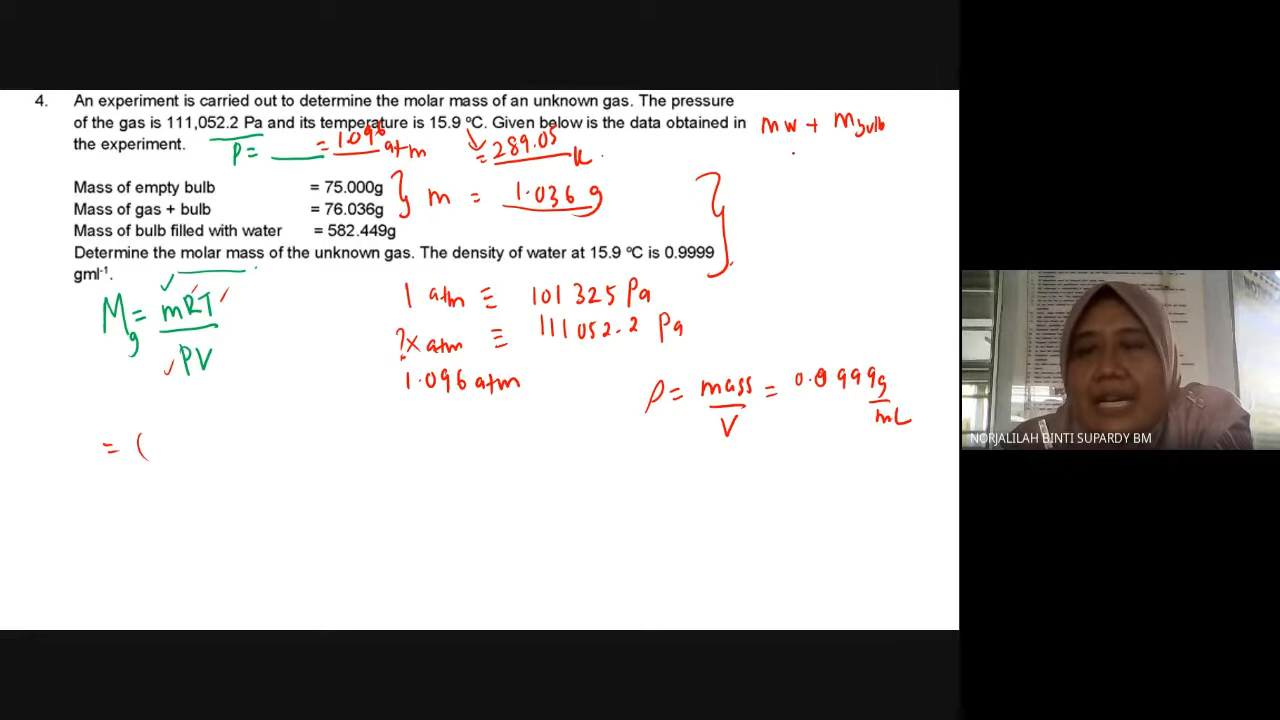 4. An experiment is carried out to determine the molar mass of an unknown gas. The pressure
of the gas is 111,052.2 Pa and its temperature is 15.9 ºC. Given below is the data obtained in
the experiment.
P = ___ = 1.096 atm
= 289.05 K
mw + mbulb
Mass of empty bulb = 75.000g
Mass of gas + bulb = 76.036g
m = 1.036 g
Mass of bulb filled with water = 582.449g
Determine the molar mass of the unknown gas. The density of water at 15.9 ºC is 0.9999
gml-1.
Mg = mRT
PV
1 atm ≡ 101 325 Pa
?x atm ≡ 111052.2 Pa
1.096 atm
ρ = mass = 0.9999g
V mL
= (
NORJALILAH BINTI SUPARDY BM